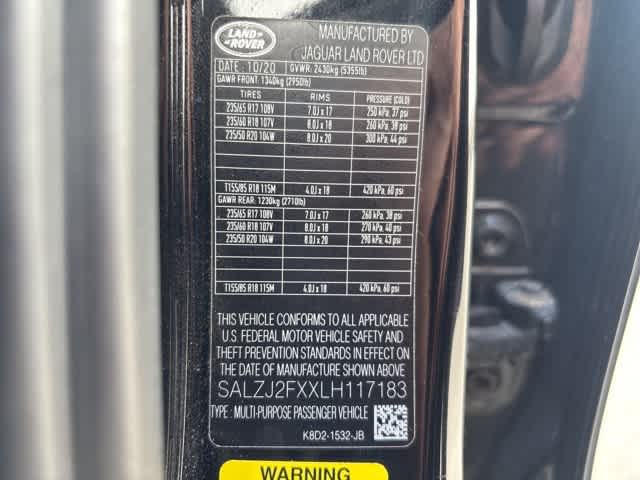 LAND ROVER
MANUFACTURED BY
JAGUAR LAND ROVER LTD
DATE: 10/20 GVWR: 2430kg (5355lb)
GAWR FRONT: 1340kg (2950lb)
TIRES RIMS PRESSURE (COLD)
235/65 R17 108V 7.0J x 17 250 kPa, 37 psi
235/60 R18 107V 8.0J x 18 260 kPa, 38 psi
235/50 R20 104W 8.0J x 20 300 kPa, 44 psi
T155/85 R18 115M 4.0J x 18 420 kPa, 60 psi
GAWR REAR: 1230kg (2710lb)
235/65 R17 108V 7.0J x 17 260 kPa, 38 psi
235/60 R18 107V 8.0J x 18 270 kPa, 40 psi
235/50 R20 104W 8.0J x 20 290 kPa, 43 psi
T155/85 R18 115M 4.0J x 18 420 kPa, 60 psi
THIS VEHICLE CONFORMS TO ALL APPLICABLE
U.S. FEDERAL MOTOR VEHICLE SAFETY AND
THEFT PREVENTION STANDARDS IN EFFECT ON
THE DATE OF MANUFACTURE SHOWN ABOVE
SALZJ2FXXLH117183
TYPE: MULTI-PURPOSE PASSENGER VEHICLE
K8D2-1532-JB
WARNING